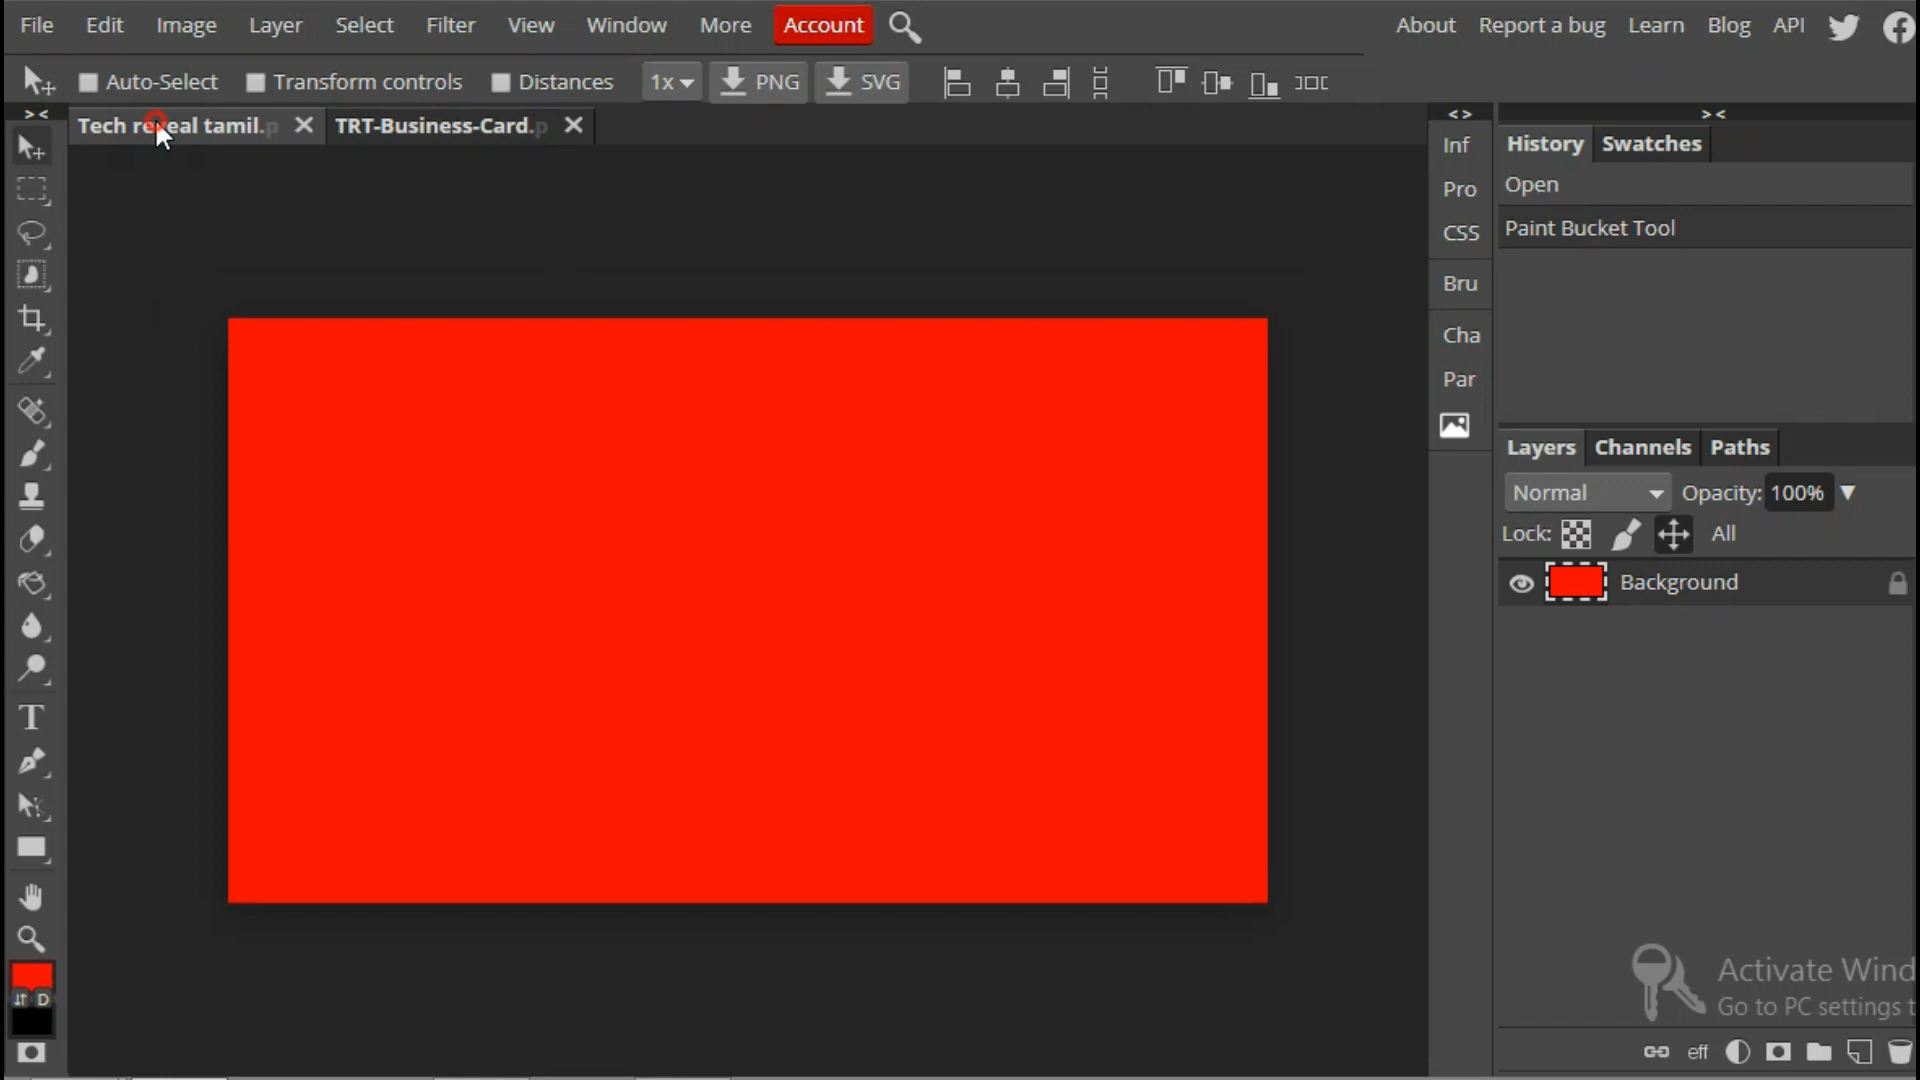 File Edit Image Layer Select Filter View Window More Account About Report a bug Learn Blog API
Auto-Select Transform controls Distances 1x PNG SVG
Tech reveal tamil.p TRT-Business-Card.p
Inf
Pro
CSS
Bru
Cha
Par
History Swatches
Open
Paint Bucket Tool
Layers Channels Paths
Normal Opacity: 100%
Lock: All
Background
T
D
Activate Wind
Go to PC settings t
eff